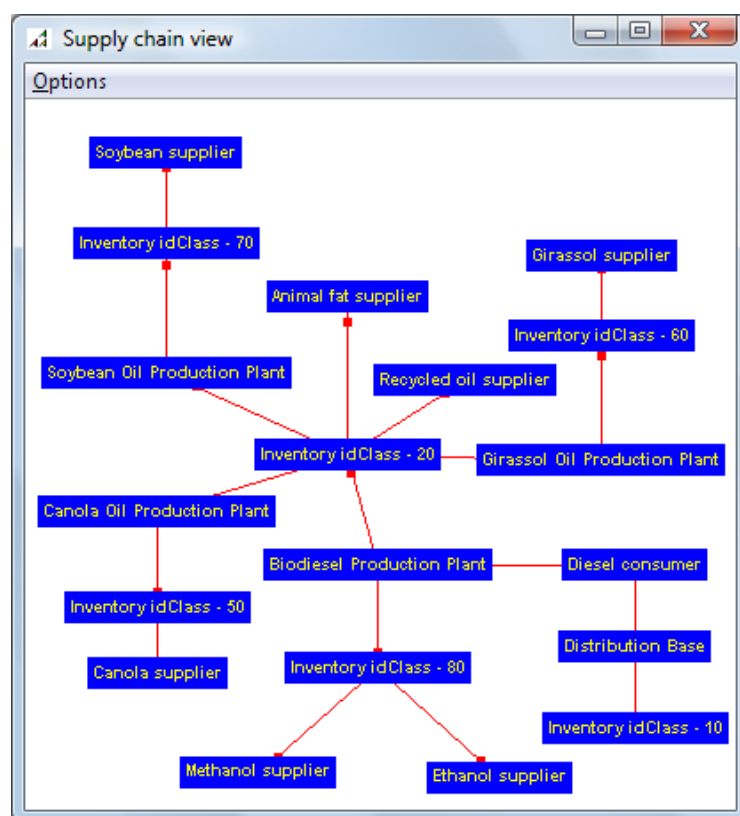 Supply chain view
Options
Soybean supplier
Inventory idClass - 70
Girassol supplier
Animal fat supplier
Inventory idClass - 60
Soybean Oil Production Plant
Recycled oil supplier
Inventory idClass - 20
Girassol Oil Production Plant
Canola Oil Production Plant
Biodiesel Production Plant
Diesel consumer
Inventory idClass - 50
Distribution Base
Canola supplier
Inventory idClass - 80
Inventory idClass - 10
Methanol supplier
Ethanol supplier